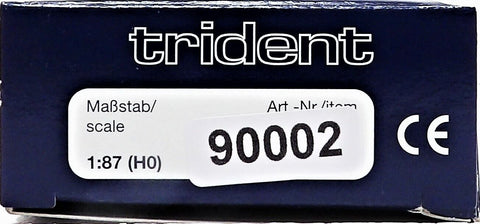 trident
Maßstab/
scale
1:87 (H0)
Art.-Nr./item
90002
CE